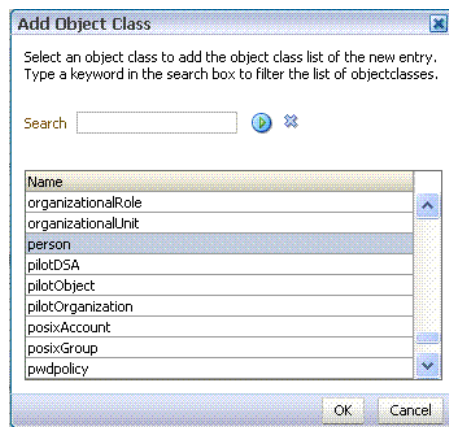 Add Object Class
Select an object class to add the object class list of the new entry.
Type a keyword in the search box to filter the list of objectclasses.
Search
Name
organizationalRole
organizationalUnit
person
pilotDSA
pilotObject
pilotOrganization
posixAccount
posixGroup
pwdpolicy
OK Cancel